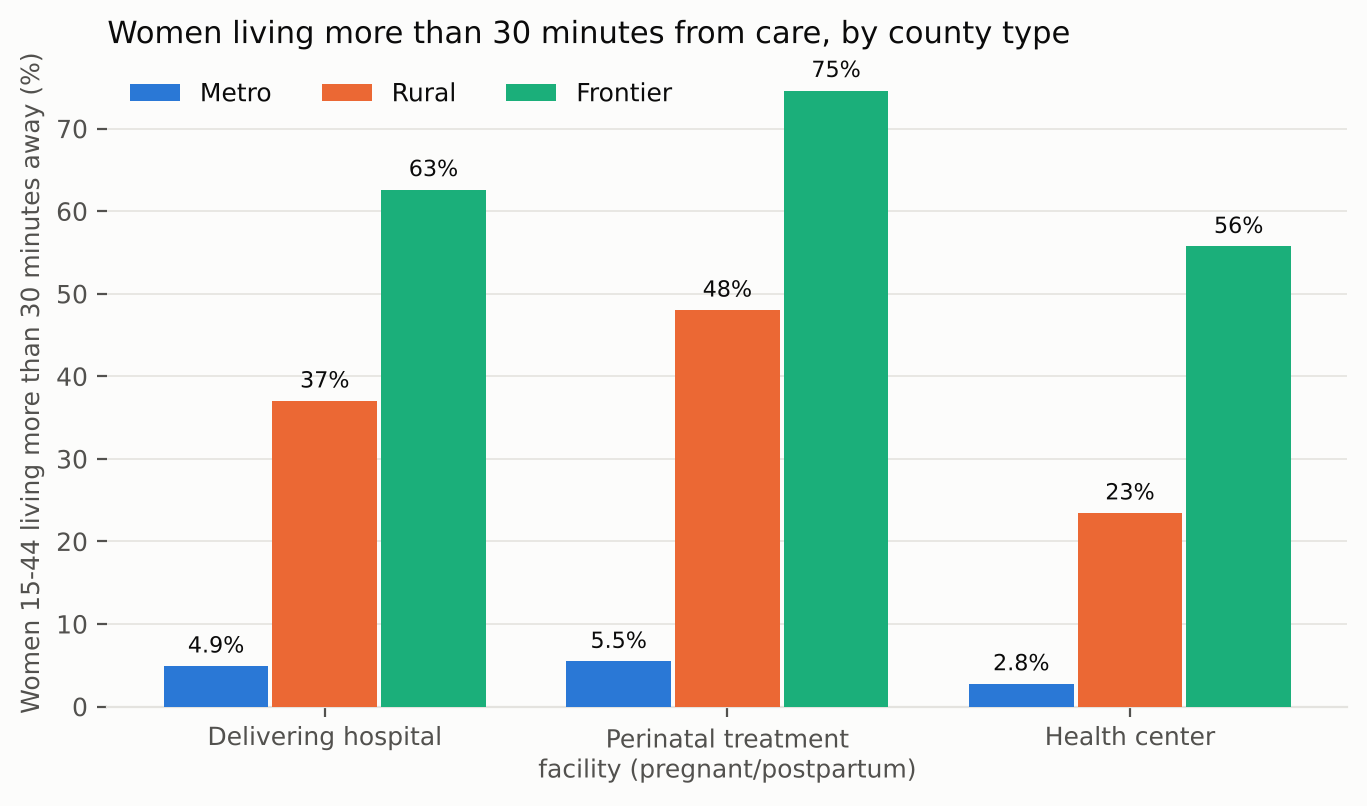 Women living more than 30 minutes from care, by county type
Women 15-44 living more than 30 minutes away (%)
Metro
Rural
Frontier
70
60
50
40
30
20
10
0
4.9%
37%
63%
5.5%
48%
75%
2.8%
23%
56%
Delivering hospital
Perinatal treatment
facility (pregnant/postpartum)
Health center